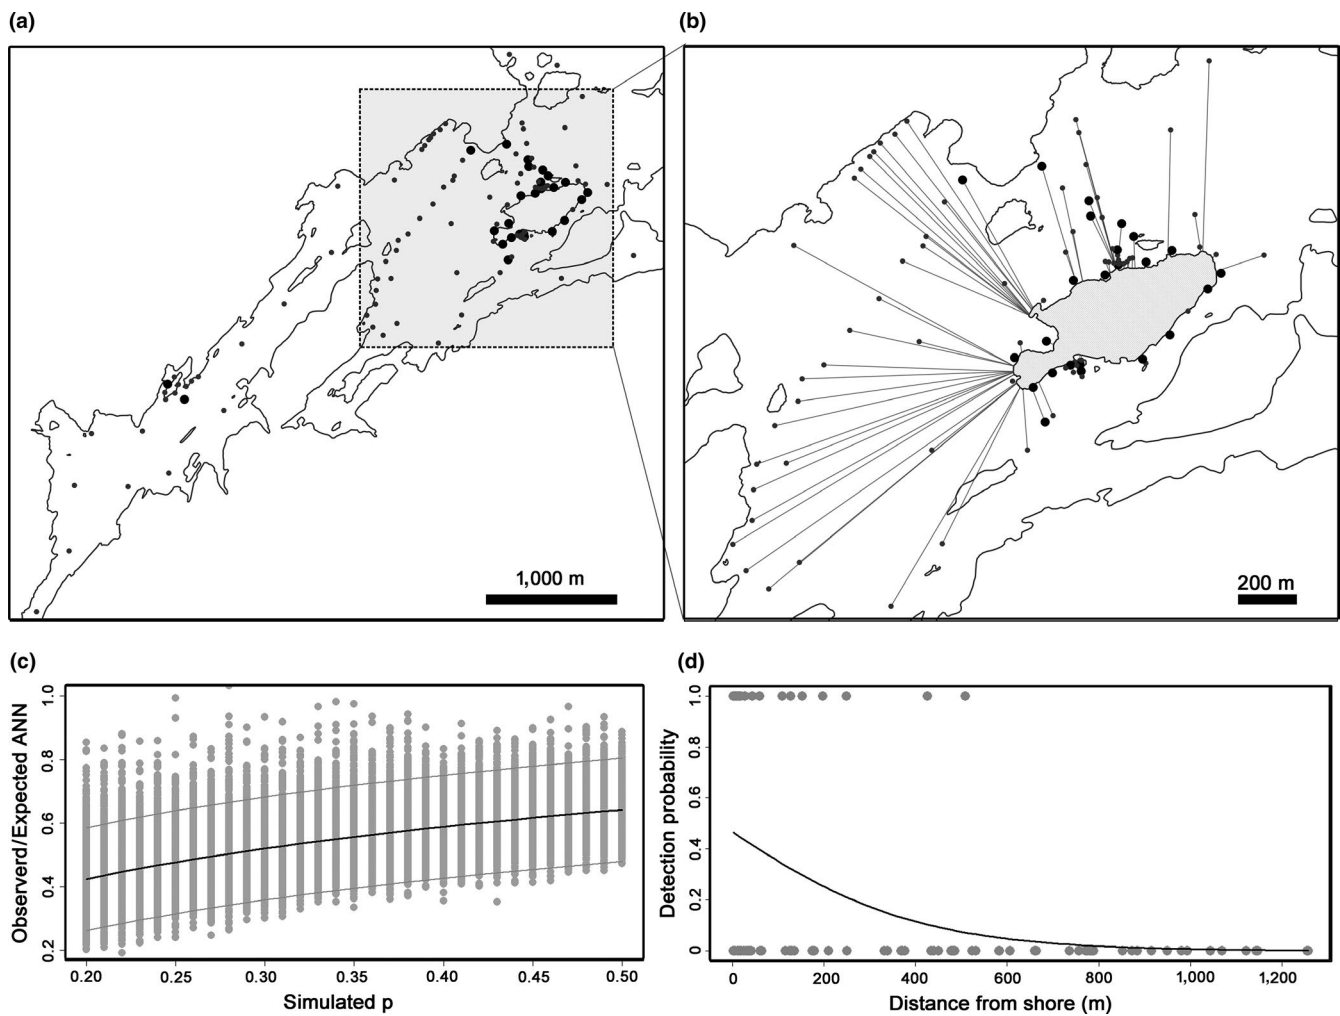 (a)
(b)
1,000 m
200 m
(c)
(d)
Observerd/Expected ANN
1.0
0.8
0.6
0.4
0.2
0.20
0.25
0.30
0.35
0.40
0.45
0.50
Simulated p
Detection probability
1.0
0.8
0.6
0.4
0.2
0
0
200
400
600
800
1,000
1,200
Distance from shore (m)